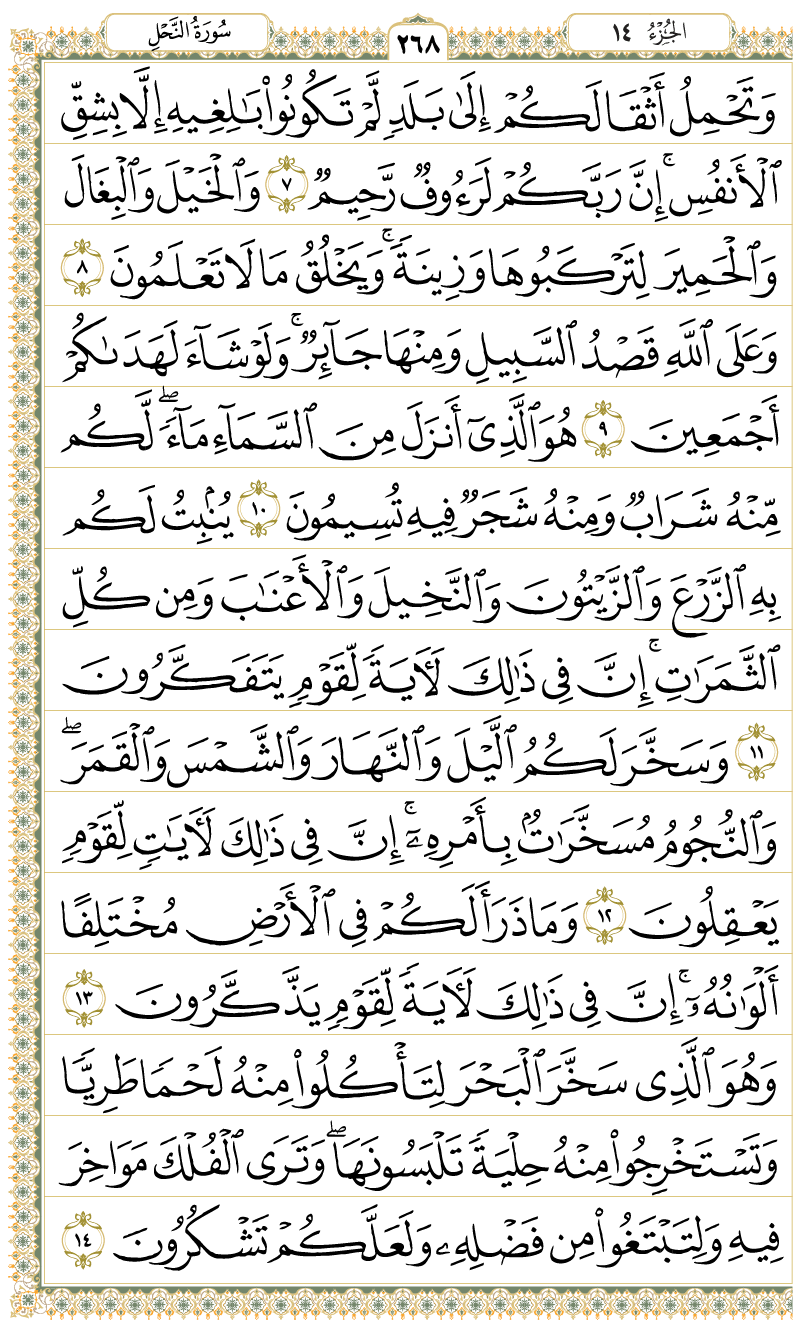 سُورَةُ النَّحْلِ
٢٦٨
الجُزْءُ ١٤
وَتَحْمِلُ أَثْقَالَكُمْ إِلَىٰ بَلَدٍ لَّمْ تَكُونُوا۟ بَـٰلِغِيهِ إِلَّا بِشِقِّ
ٱلْأَنفُسِ ۚ إِنَّ رَبَّكُمْ لَرَءُوفٌ رَّحِيمٌ ٧ وَٱلْخَيْلَ وَٱلْبِغَالَ
وَٱلْحَمِيرَ لِتَرْكَبُوهَا وَزِينَةً ۚ وَيَخْلُقُ مَا لَا تَعْلَمُونَ ٨
وَعَلَى ٱللَّهِ قَصْدُ ٱلسَّبِيلِ وَمِنْهَا جَآئِرٌ ۚ وَلَوْ شَآءَ لَهَدَىٰكُمْ
أَجْمَعِينَ ٩ هُوَ ٱلَّذِىٓ أَنزَلَ مِنَ ٱلسَّمَآءِ مَآءً ۖ لَّكُم
مِّنْهُ شَرَابٌ وَمِنْهُ شَجَرٌ فِيهِ تُسِيمُونَ ١٠ يُنۢبِتُ لَكُم
بِهِ ٱلزَّرْعَ وَٱلزَّيْتُونَ وَٱلنَّخِيلَ وَٱلْأَعْنَـٰبَ وَمِن كُلِّ
ٱلثَّمَرَٰتِ ۚ إِنَّ فِى ذَٰلِكَ لَـَٔايَةً لِّقَوْمٍ يَتَفَكَّرُونَ
١١ وَسَخَّرَ لَكُمُ ٱلَّيْلَ وَٱلنَّهَارَ وَٱلشَّمْسَ وَٱلْقَمَرَ ۖ
وَٱلنُّجُومُ مُسَخَّرَٰتٌۢ بِأَمْرِهِۦٓ ۚ إِنَّ فِى ذَٰلِكَ لَـَٔايَـٰتٍ لِّقَوْمٍ
يَعْقِلُونَ ١٢ وَمَا ذَرَأَ لَكُمْ فِى ٱلْأَرْضِ مُخْتَلِفًا
أَلْوَٰنُهُۥٓ ۚ إِنَّ فِى ذَٰلِكَ لَـَٔايَةً لِّقَوْمٍ يَذَّكَّرُونَ ١٣
وَهُوَ ٱلَّذِى سَخَّرَ ٱلْبَحْرَ لِتَأْكُلُوا۟ مِنْهُ لَحْمًا طَرِيًّا
وَتَسْتَخْرِجُوا۟ مِنْهُ حِلْيَةً تَلْبَسُونَهَا ۖ وَتَرَى ٱلْفُلْكَ مَوَاخِرَ
فِيهِ وَلِتَبْتَغُوا۟ مِن فَضْلِهِۦ وَلَعَلَّكُمْ تَشْكُرُونَ ١٤